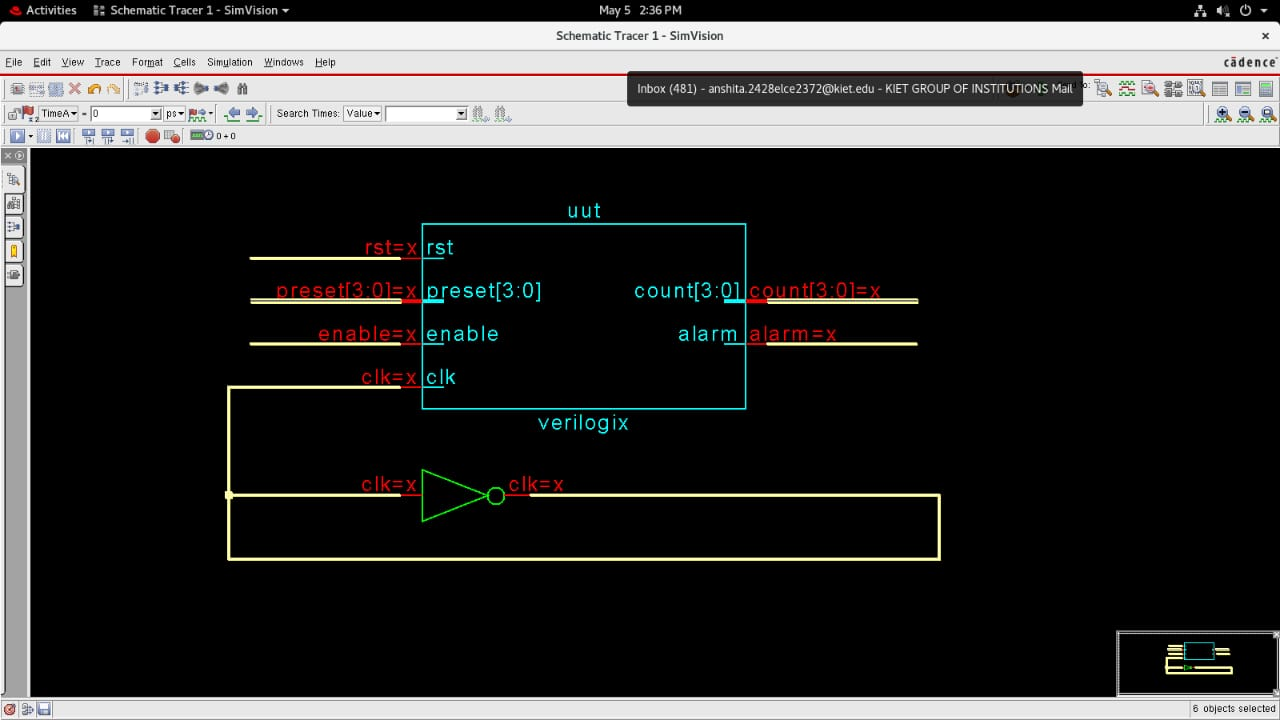 Activities Schematic Tracer 1 - SimVision May 5 2:36 PM
Schematic Tracer 1 - SimVision
File Edit View Trace Format Cells Simulation Windows Help cādence
Inbox (481) - anshita.2428elce2372@kiet.edu - KIET GROUP OF INSTITUTIONS Mail
TimeA = 0 ps Search Times: Value
0 + 0
uut
rst=x rst
preset[3:0]=x preset[3:0] count[3:0] count[3:0]=x
enable=x enable alarm alarm=x
clk=x clk
verilogix
clk=x clk=x
6 objects selected